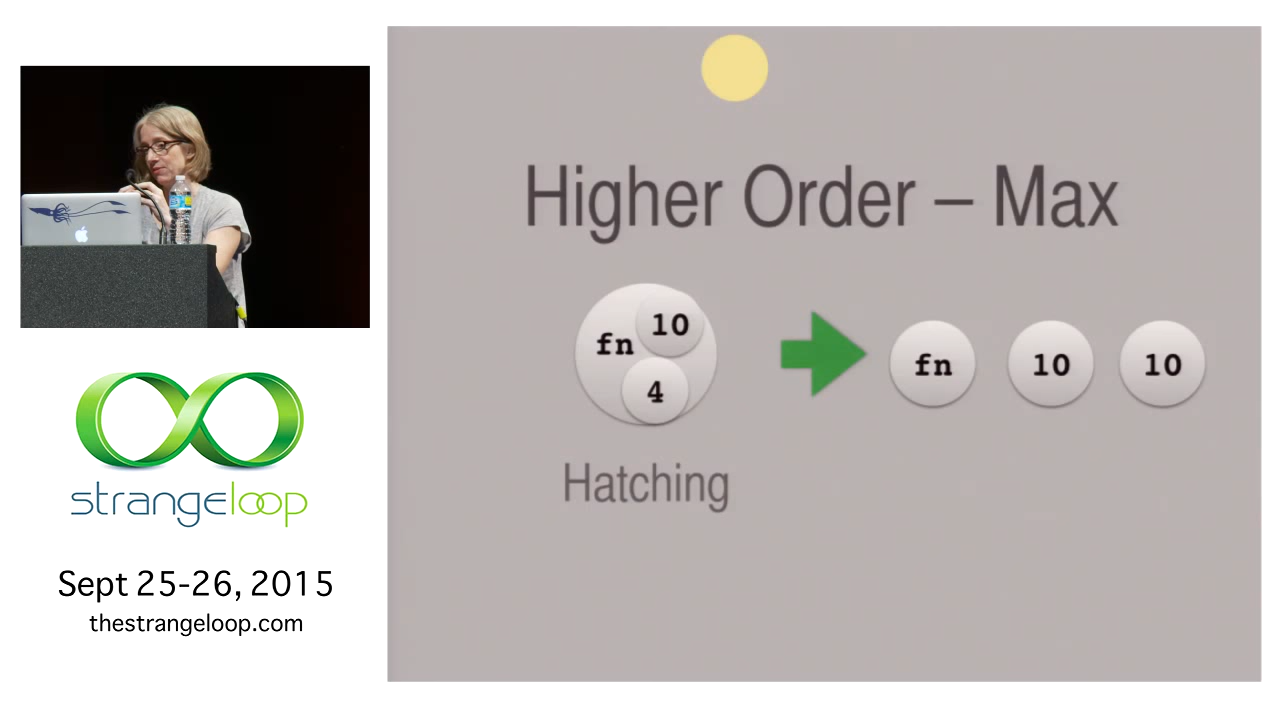 Higher Order – Max
fn 10 4
fn 10 10
Hatching
strangeloop
Sept 25-26, 2015
thestrangeloop.com